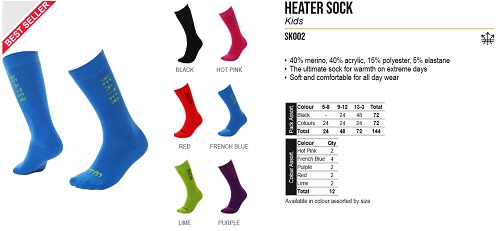 BEST SELLER
HEATER SOCK
Kids
SK002
• 40% merino, 40% acrylic, 15% polyester, 5% elastane
• The ultimate sock for warmth on extreme days
• Soft and comfortable for all day wear
HEATER
BLACK
HOT PINK
RED
FRENCH BLUE
LIME
PURPLE
Pack Assort.
Colour 5-8 9-12 13-3 Total
Black - 24 48 72
Colours 24 24 24 72
Total 24 48 72 144
Colour Assort.
Colour Qty
Hot Pink 2
French Blue 4
Purple 2
Red 2
Lime 2
Total 12
Available in colour assorted by size